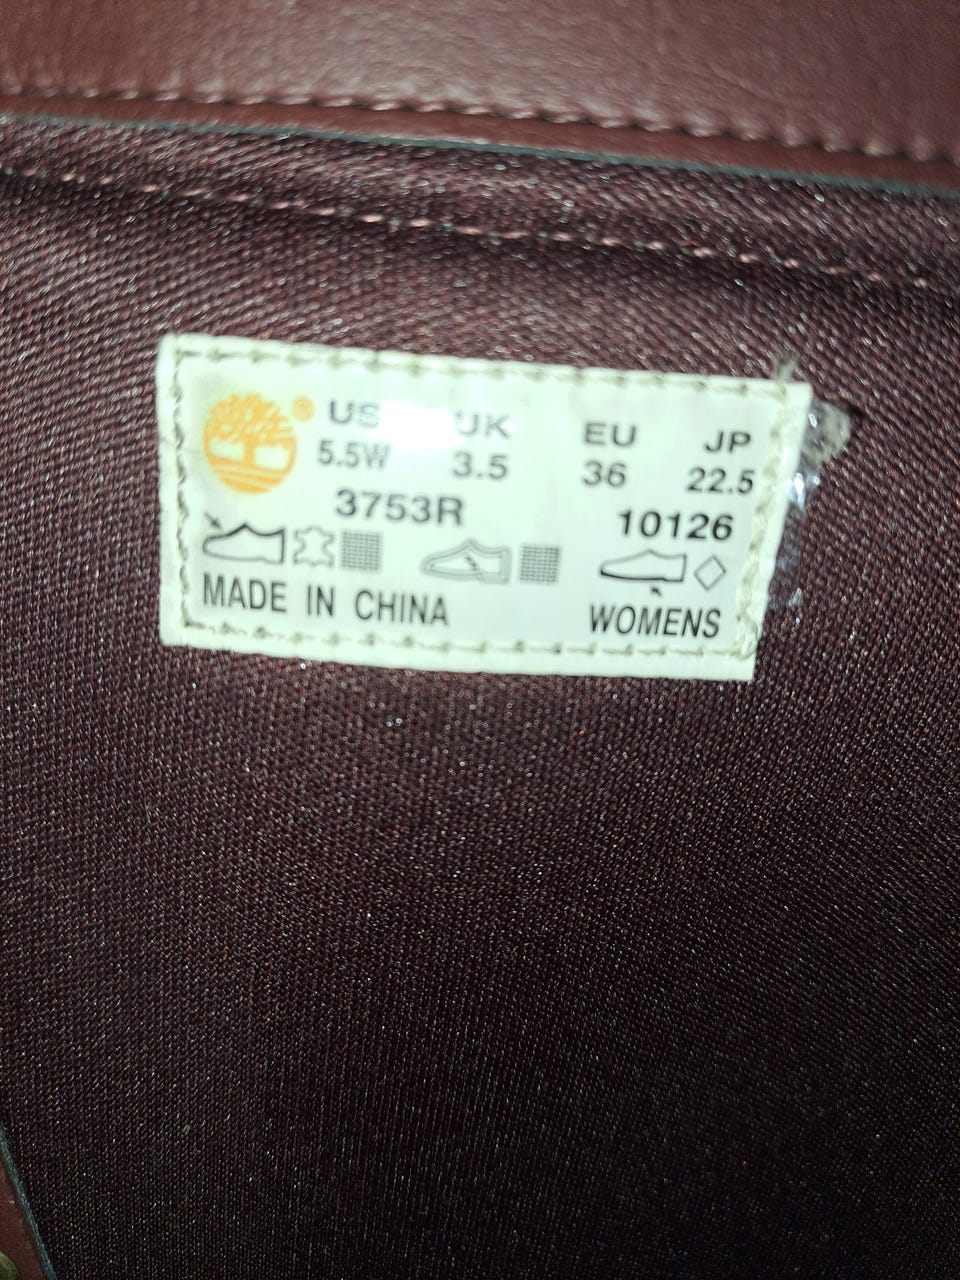 ® US UK EU JP
5.5W 3.5 36 22.5
3753R 10126
MADE IN CHINA WOMENS